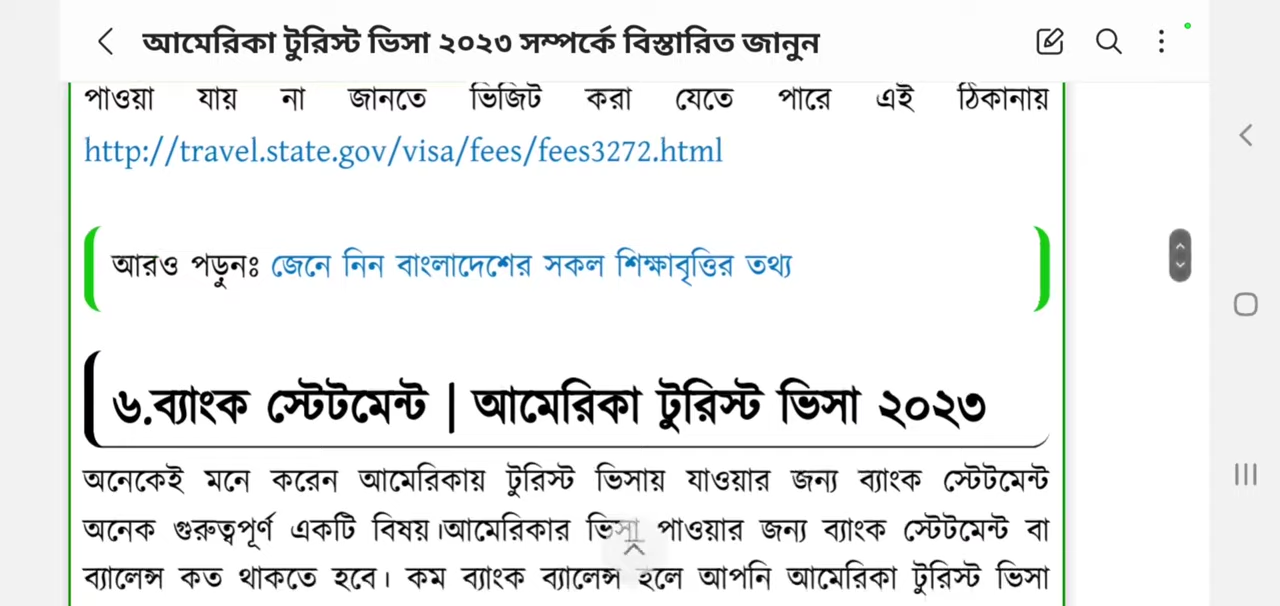 আমেরিকা টুরিস্ট ভিসা ২০২৩ সম্পর্কে বিস্তারিত জানুন
পাওয়া যায় না জানতে ভিজিট করা যেতে পারে এই ঠিকানায়
http://travel.state.gov/visa/fees/fees3272.html
আরও পড়ুনঃ জেনে নিন বাংলাদেশের সকল শিক্ষাবৃত্তির তথ্য
৬.ব্যাংক স্টেটমেন্ট | আমেরিকা টুরিস্ট ভিসা ২০২৩
অনেকেই মনে করেন আমেরিকায় টুরিস্ট ভিসায় যাওয়ার জন্য ব্যাংক স্টেটমেন্ট
অনেক গুরুত্বপূর্ণ একটি বিষয়।আমেরিকার ভিসা পাওয়ার জন্য ব্যাংক স্টেটমেন্ট বা
ব্যালেন্স কত থাকতে হবে। কম ব্যাংক ব্যালেন্স হলে আপনি আমেরিকা টুরিস্ট ভিসা